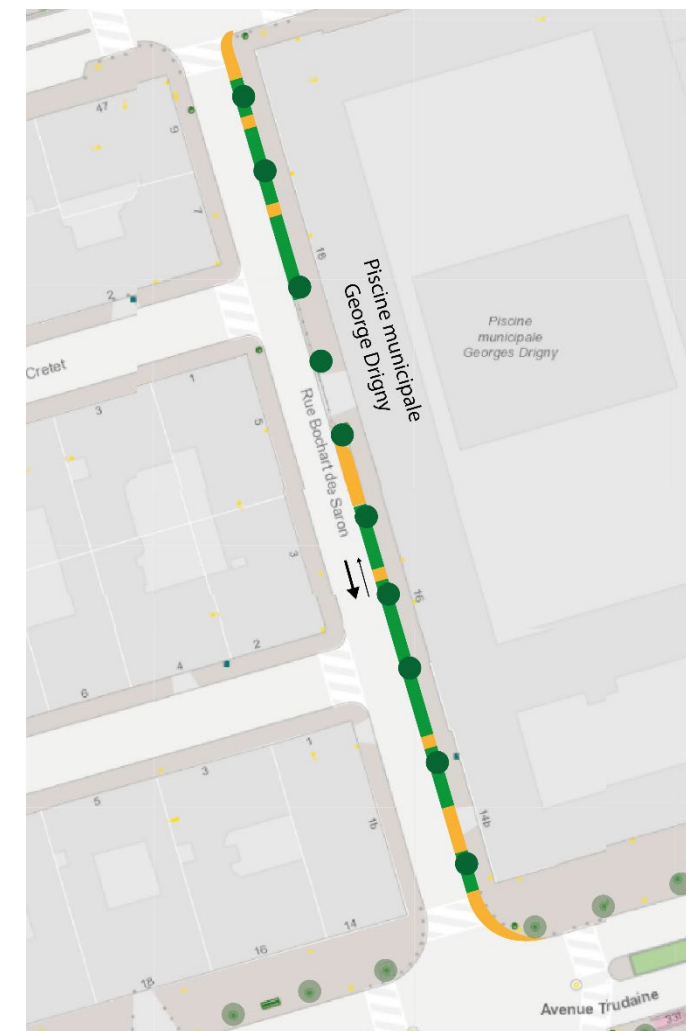 47
9
7
2
18
Piscine municipale
George Drigny
Piscine
municipale
Georges Drigny
Cretet
1
3
5
Rue Bochart des Saron
3
16
2
4
6
1
3
5
1b
14b
14
16
18
Avenue Trudaine
33